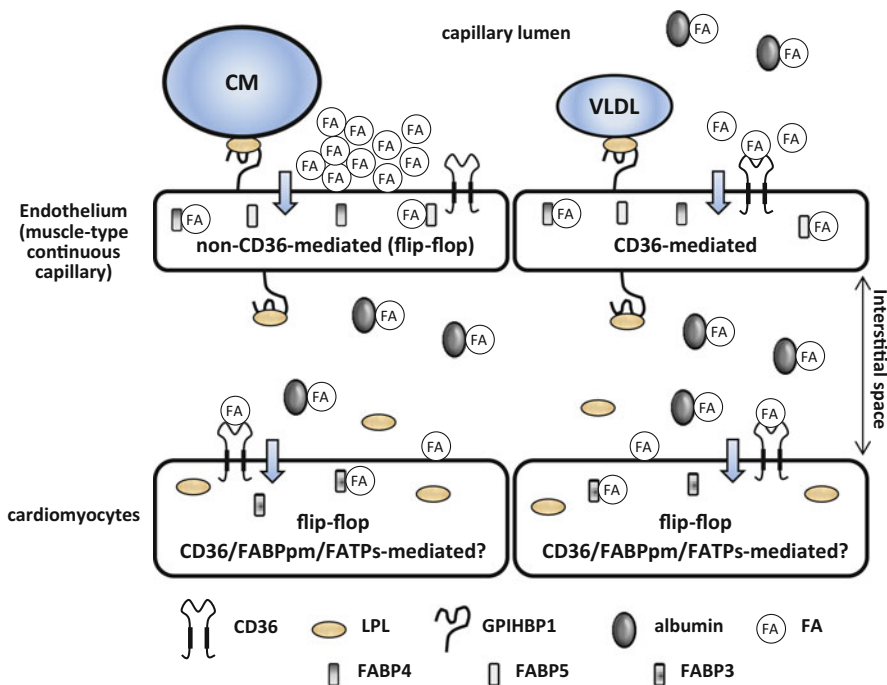 capillary lumen
FA
FA
CM
VLDL
FA
FA
FA
FA
FA
FA
FA
FA
FA
FA
FA
FA
FA
FA
Endothelium
(muscle-type
continuous
capillary)
FA
FA
non-CD36-mediated (flip-flop)
FA
FA
CD36-mediated
Interstitial space
FA
FA
FA
FA
FA
FA
FA
FA
FA
FA
FA
cardiomyocytes
FA
flip-flop
CD36/FABPpm/FATPs-mediated?
FA
flip-flop
CD36/FABPpm/FATPs-mediated?
CD36
LPL
GPIHBP1
albumin
FA
FA
FABP4
FABP5
FABP3